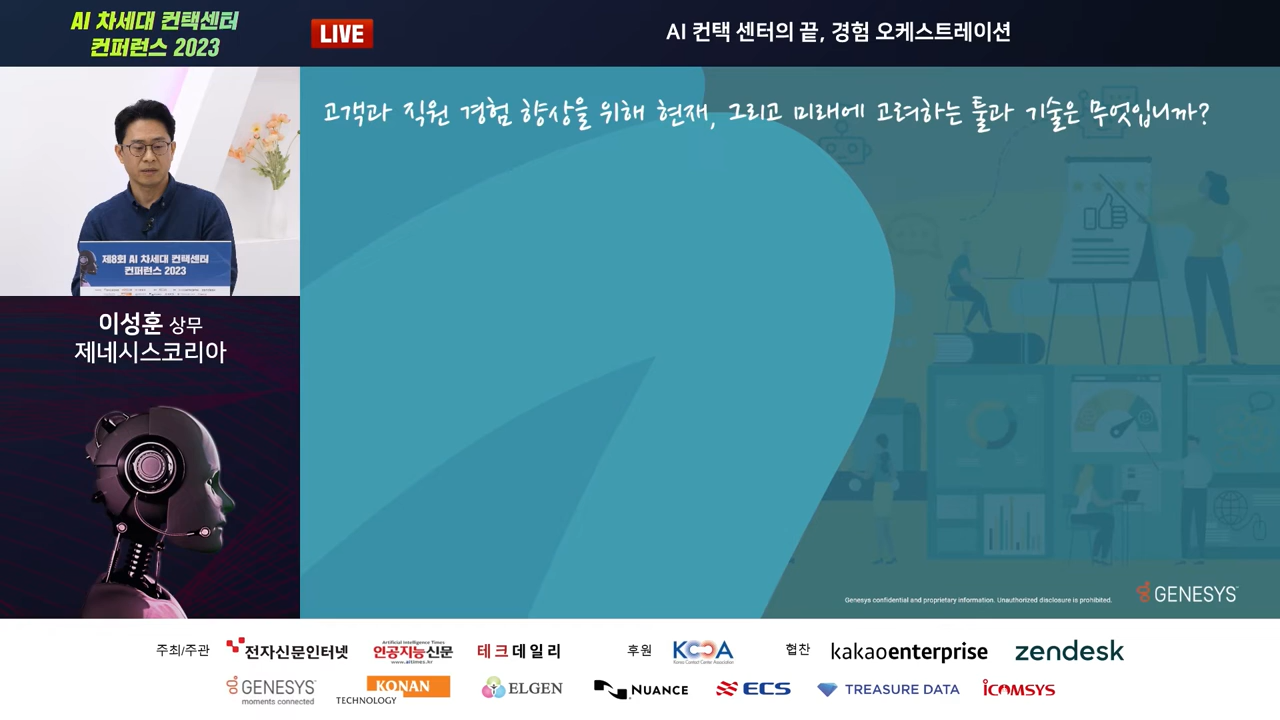 AI 차세대 컨택센터
컨퍼런스 2023
LIVE
AI 컨택 센터의 끝, 경험 오케스트레이션
고객과 직원 경험 향상을 위해 현재, 그리고 미래에 고려하는 툴과 기술은 무엇입니까?
제8회 AI 차세대 컨택센터
컨퍼런스 2023
이성훈 상무
제네시스코리아
Genesys confidential and proprietary information. Unauthorized disclosure is prohibited.
GENESYS
주최/주관
전자신문인터넷
Artificial Intelligence Times
인공지능신문
www.aitimes.kr
테크데일리
후원
KCCA
Korea Contact Center Association
협찬
kakaoenterprise
zendesk
GENESYS
moments connected
KONAN
TECHNOLOGY
ELGEN
NUANCE
ECS
TREASURE DATA
iCOMSYS